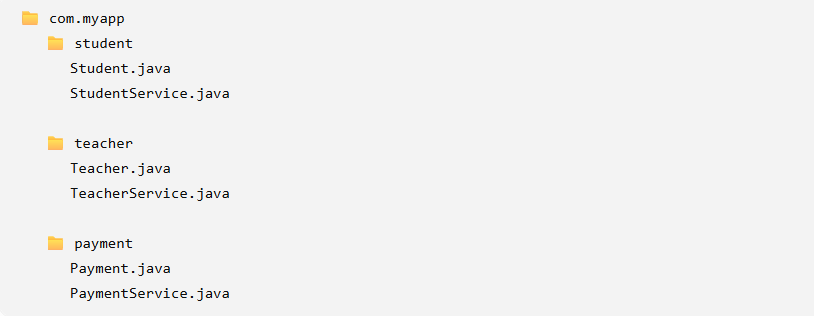 com.myapp
student
Student.java
StudentService.java
teacher
Teacher.java
TeacherService.java
payment
Payment.java
PaymentService.java